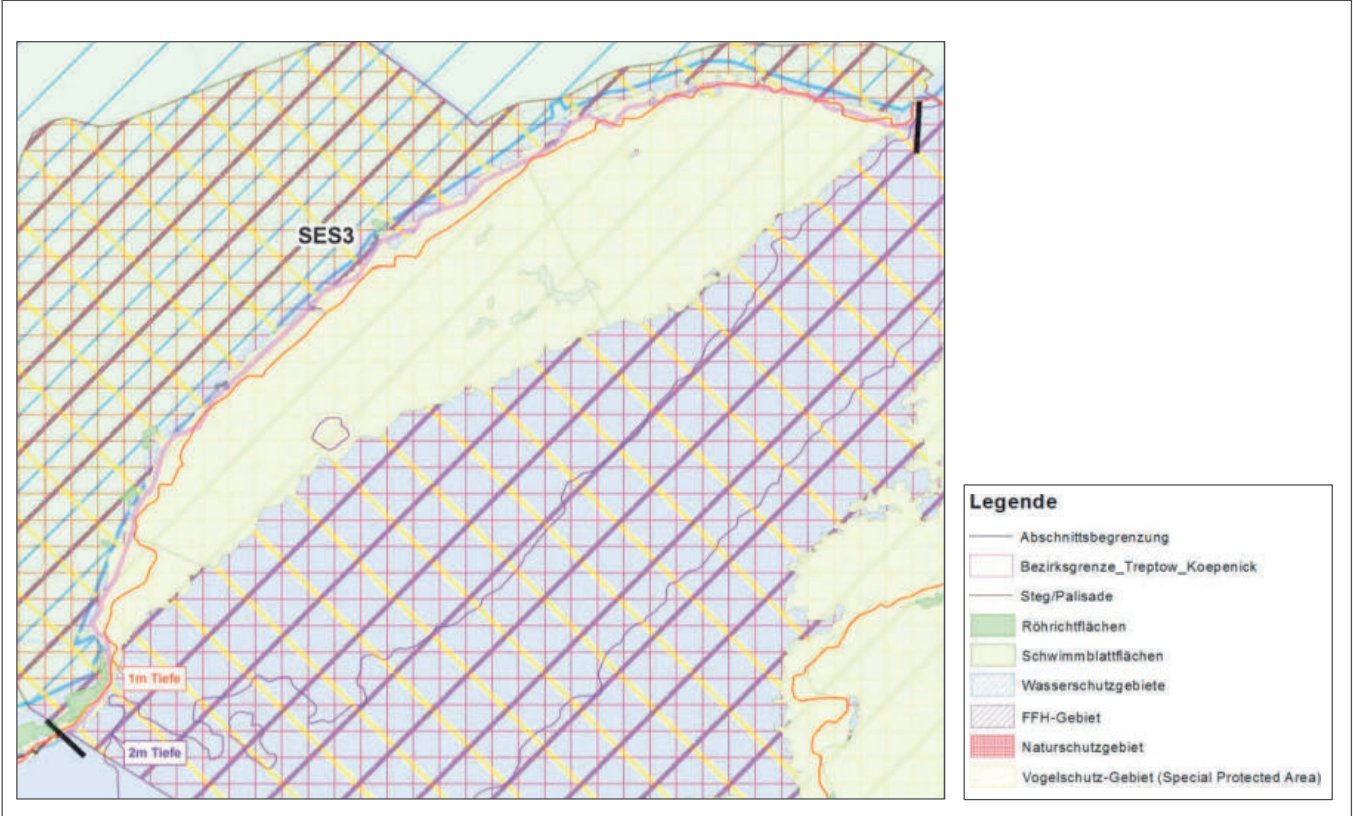 SES3
1m Tiefe
2m Tiefe
Legende
Abschnittsbegrenzung
Bezirksgrenze_Treptow_Koepenick
Steg/Palisade
Röhrichtflächen
Schwimmblattflächen
Wasserschutzgebiete
FFH-Gebiet
Naturschutzgebiet
Vogelschutz-Gebiet (Special Protected Area)